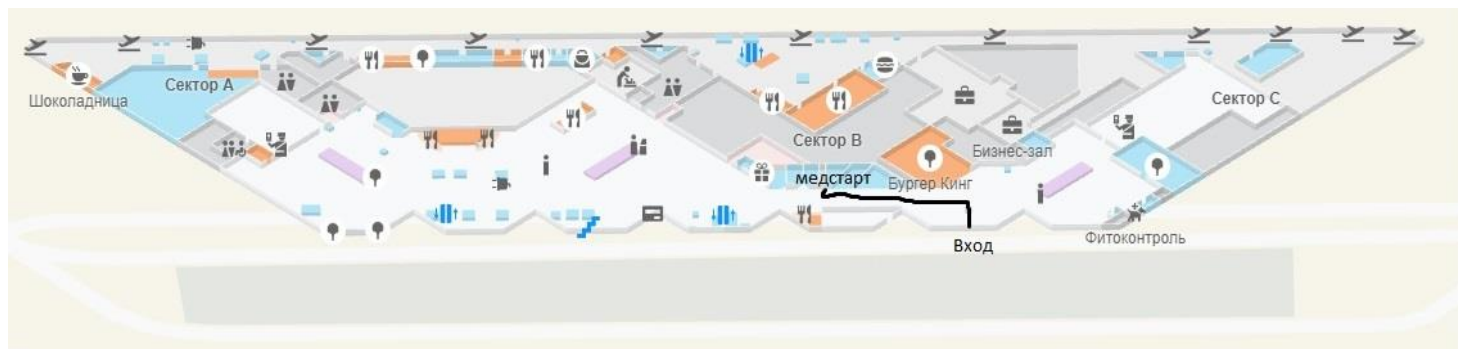 Сектор A
Шоколадница
Сектор C
Сектор B
Бизнес-зал
медстарт
Бургер Кинг
Вход
Фитоконтроль